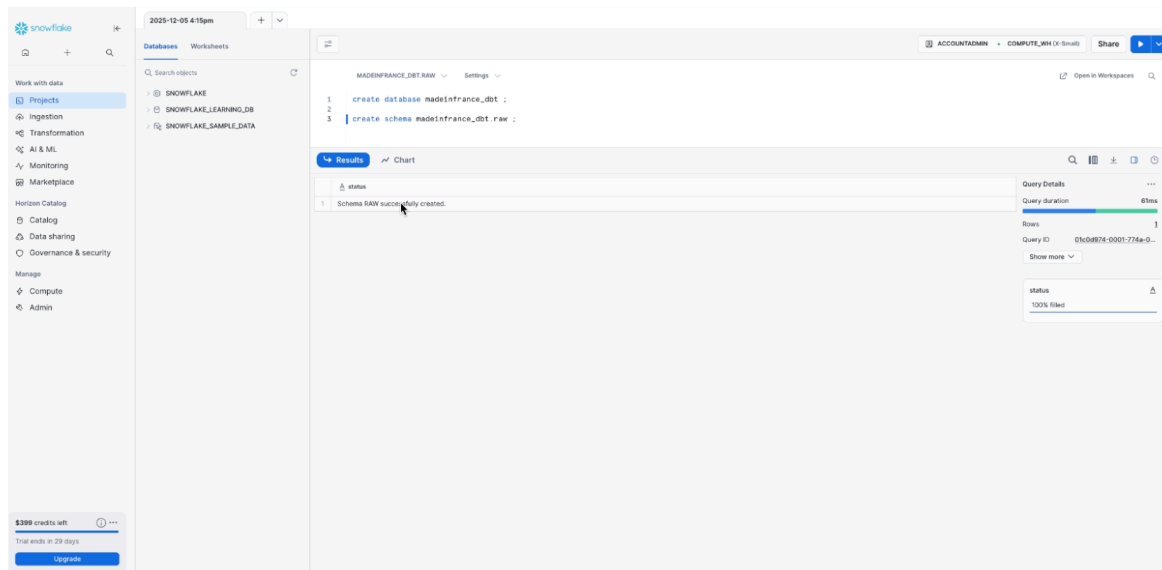 snowflake
2025-12-05 4:15pm
Databases
Worksheets
ACCOUNTADMIN • COMPUTE_WH (X-Small)
Share
Search objects
SNOWFLAKE
SNOWFLAKE_LEARNING_DB
SNOWFLAKE_SAMPLE_DATA
Work with data
Projects
Ingestion
Transformation
AI & ML
Monitoring
Marketplace
Horizon Catalog
Catalog
Data sharing
Governance & security
Manage
Compute
Admin
$399 credits left
Trial ends in 29 days
Upgrade
MADEINFRANCE_DBT.RAW
Settings
Open in Workspaces
1 create database madeinfrance_dbt ;
2
3 create schema madeinfrance_dbt.raw ;
Results
Chart
status
1 Schema RAW successfully created.
Query Details
Query duration 61ms
Rows 1
Query ID 01c0d974-0001-774a-0...
Show more
status
100% filled